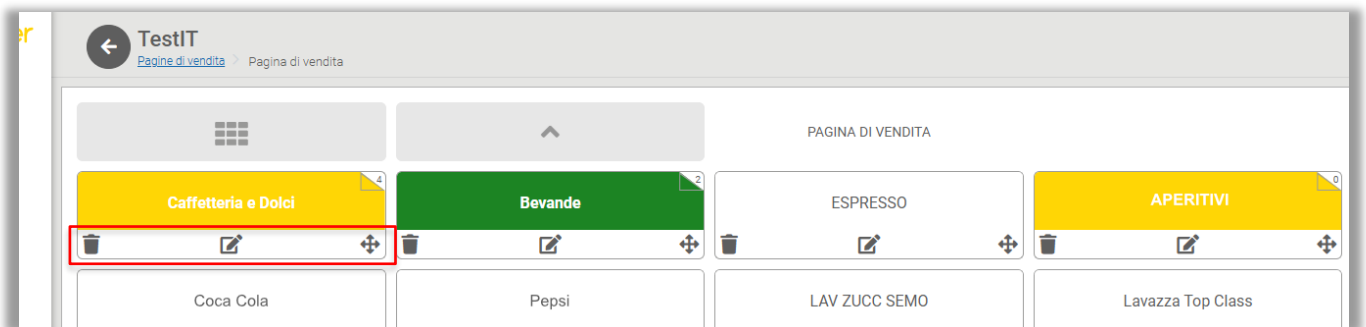 er
TestIT
Pagine di vendita > Pagina di vendita
PAGINA DI VENDITA
Caffetteria e Dolci 4
Bevande 2
ESPRESSO
APERITIVI 0
Coca Cola
Pepsi
LAV ZUCC SEMO
Lavazza Top Class